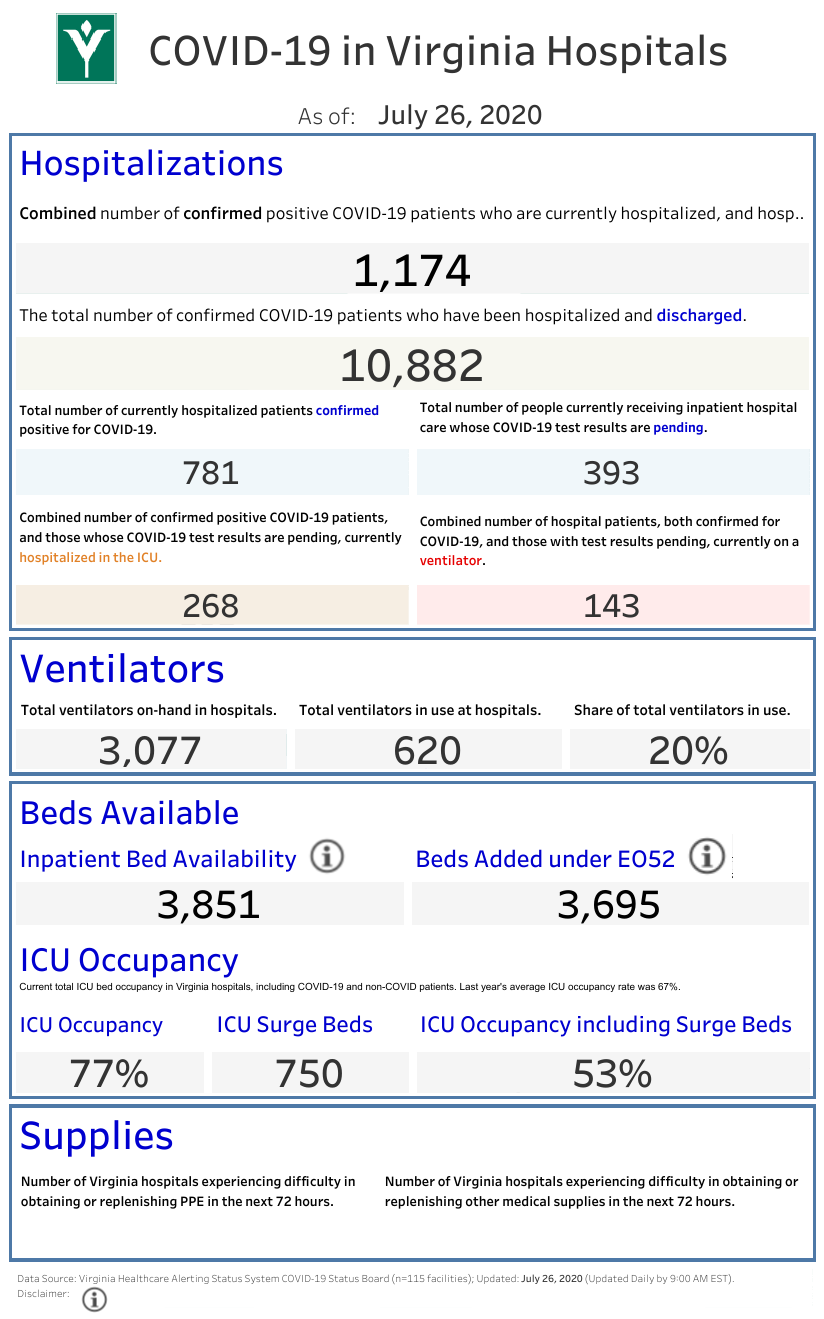 COVID-19 in Virginia Hospitals
As of: July 26, 2020
Hospitalizations
Combined number of confirmed positive COVID-19 patients who are currently hospitalized, and hosp..
1,174
The total number of confirmed COVID-19 patients who have been hospitalized and discharged.
10,882
Total number of currently hospitalized patients confirmed
positive for COVID-19.
Total number of people currently receiving inpatient hospital
care whose COVID-19 test results are pending.
781
393
Combined number of confirmed positive COVID-19 patients,
and those whose COVID-19 test results are pending, currently
hospitalized in the ICU.
Combined number of hospital patients, both confirmed for
COVID-19, and those with test results pending, currently on a
ventilator.
268
143
Ventilators
Total ventilators on-hand in hospitals.
Total ventilators in use at hospitals.
Share of total ventilators in use.
3,077
620
20%
Beds Available
Inpatient Bed Availability
Beds Added under EO52
3,851
3,695
ICU Occupancy
Current total ICU bed occupancy in Virginia hospitals, including COVID-19 and non-COVID patients. Last year's average ICU occupancy rate was 67%.
ICU Occupancy
ICU Surge Beds
ICU Occupancy including Surge Beds
77%
750
53%
Supplies
Number of Virginia hospitals experiencing difficulty in
obtaining or replenishing PPE in the next 72 hours.
Number of Virginia hospitals experiencing difficulty in obtaining or
replenishing other medical supplies in the next 72 hours.
Data Source: Virginia Healthcare Alerting Status System COVID-19 Status Board (n=115 facilities); Updated: July 26, 2020 (Updated Daily by 9:00 AM EST).
Disclaimer: